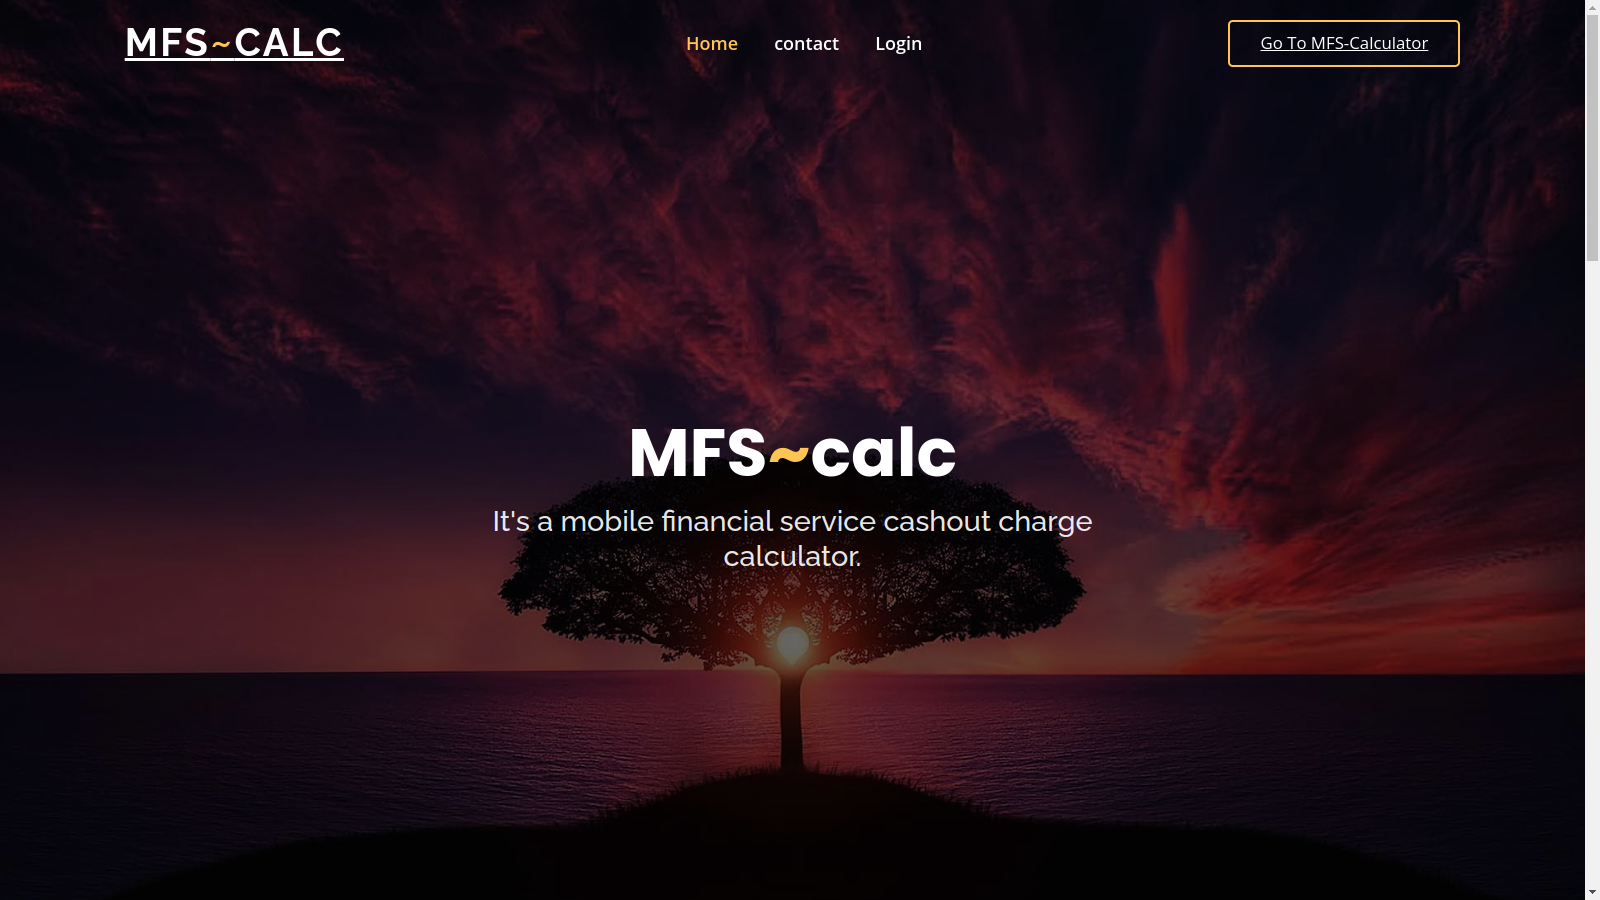 MFS~CALC
Home
contact
Login
Go To MFS-Calculator
MFS~calc
It's a mobile financial service cashout charge
calculator.